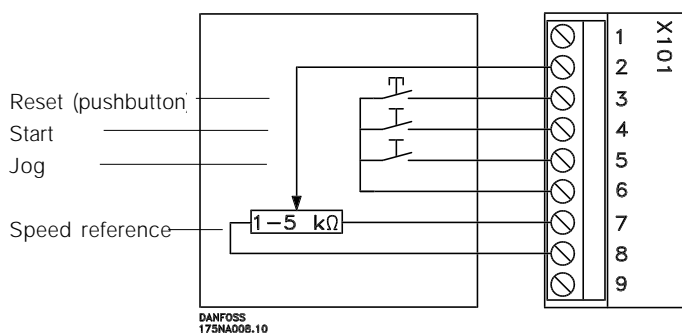 X101
1
2
Reset (pushbutton)
3
Start
4
Jog
5
6
1-5 kΩ
7
Speed reference
8
9
DANFOSS
175NA008.10